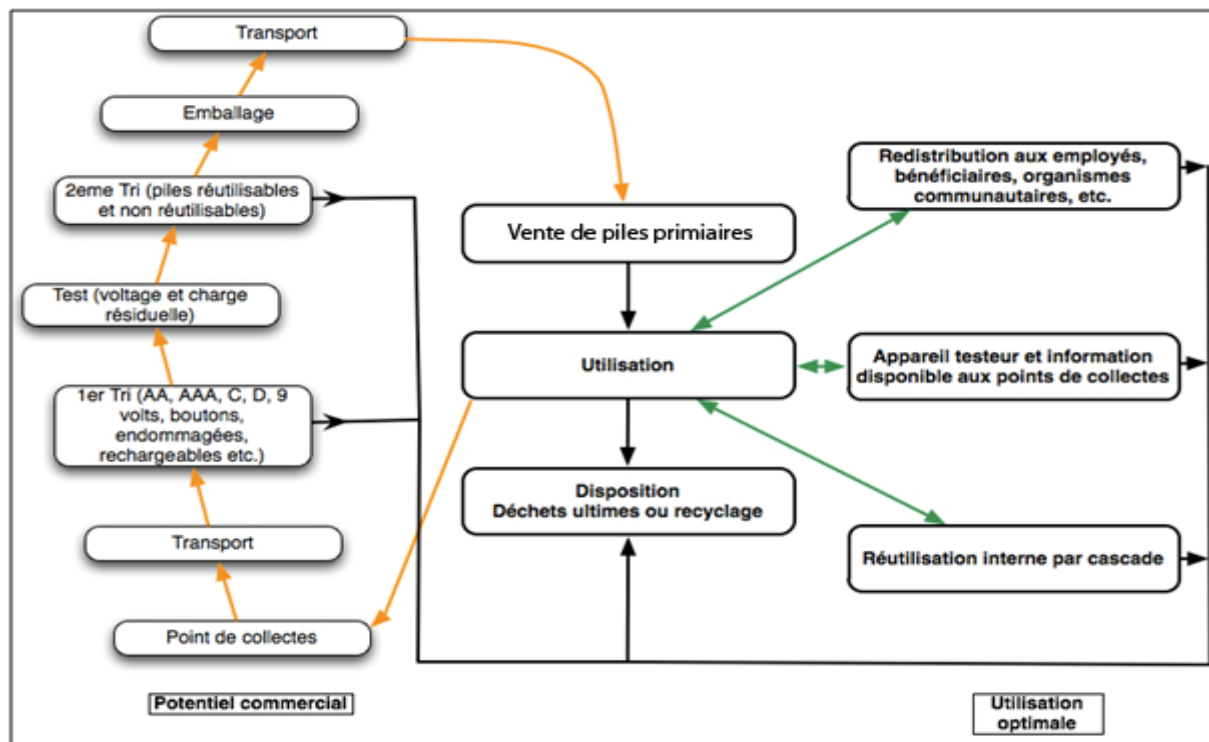 Transport
Emballage
2eme Tri (piles réutilisables
et non réutilisables)
Test (voltage et charge
résiduelle)
1er Tri (AA, AAA, C, D, 9
volts, boutons,
endommagées,
rechargeables etc.)
Transport
Point de collectes
Potentiel commercial
Vente de piles primiaires
Utilisation
Disposition
Déchets ultimes ou recyclage
Redistribution aux employés,
bénéficiaires, organismes
communautaires, etc.
Appareil testeur et information
disponible aux points de collectes
Réutilisation interne par cascade
Utilisation
optimale